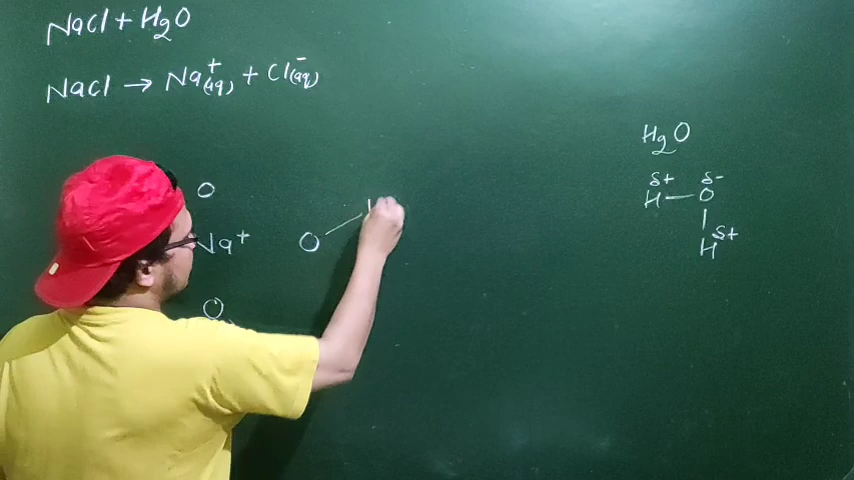 NaCl + H2O
NaCl → Na+(aq) + Cl-(aq)
H2O
δ+ δ-
H — O
|
H δ+
O
Na+ O
O